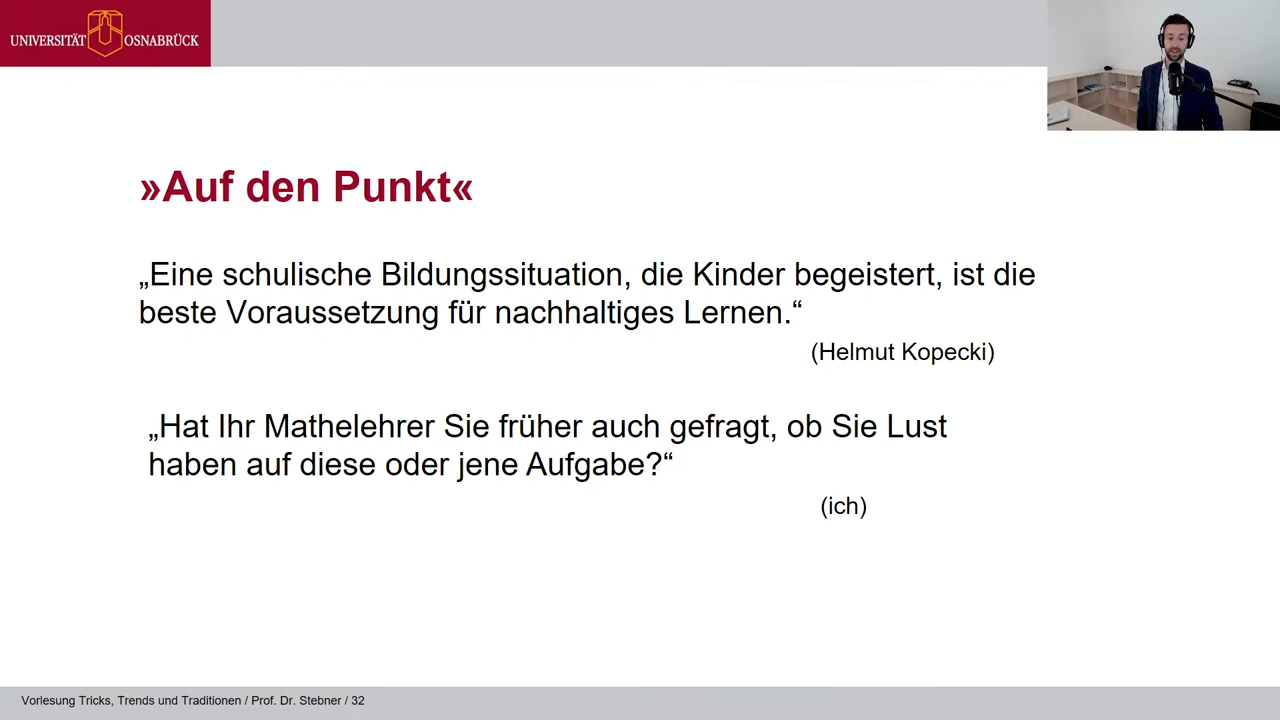 UNIVERSITÄT OSNABRÜCK
»Auf den Punkt«
„Eine schulische Bildungssituation, die Kinder begeistert, ist die
beste Voraussetzung für nachhaltiges Lernen.“
(Helmut Kopecki)
„Hat Ihr Mathelehrer Sie früher auch gefragt, ob Sie Lust
haben auf diese oder jene Aufgabe?“
(ich)
Vorlesung Tricks, Trends und Traditionen / Prof. Dr. Stebner / 32